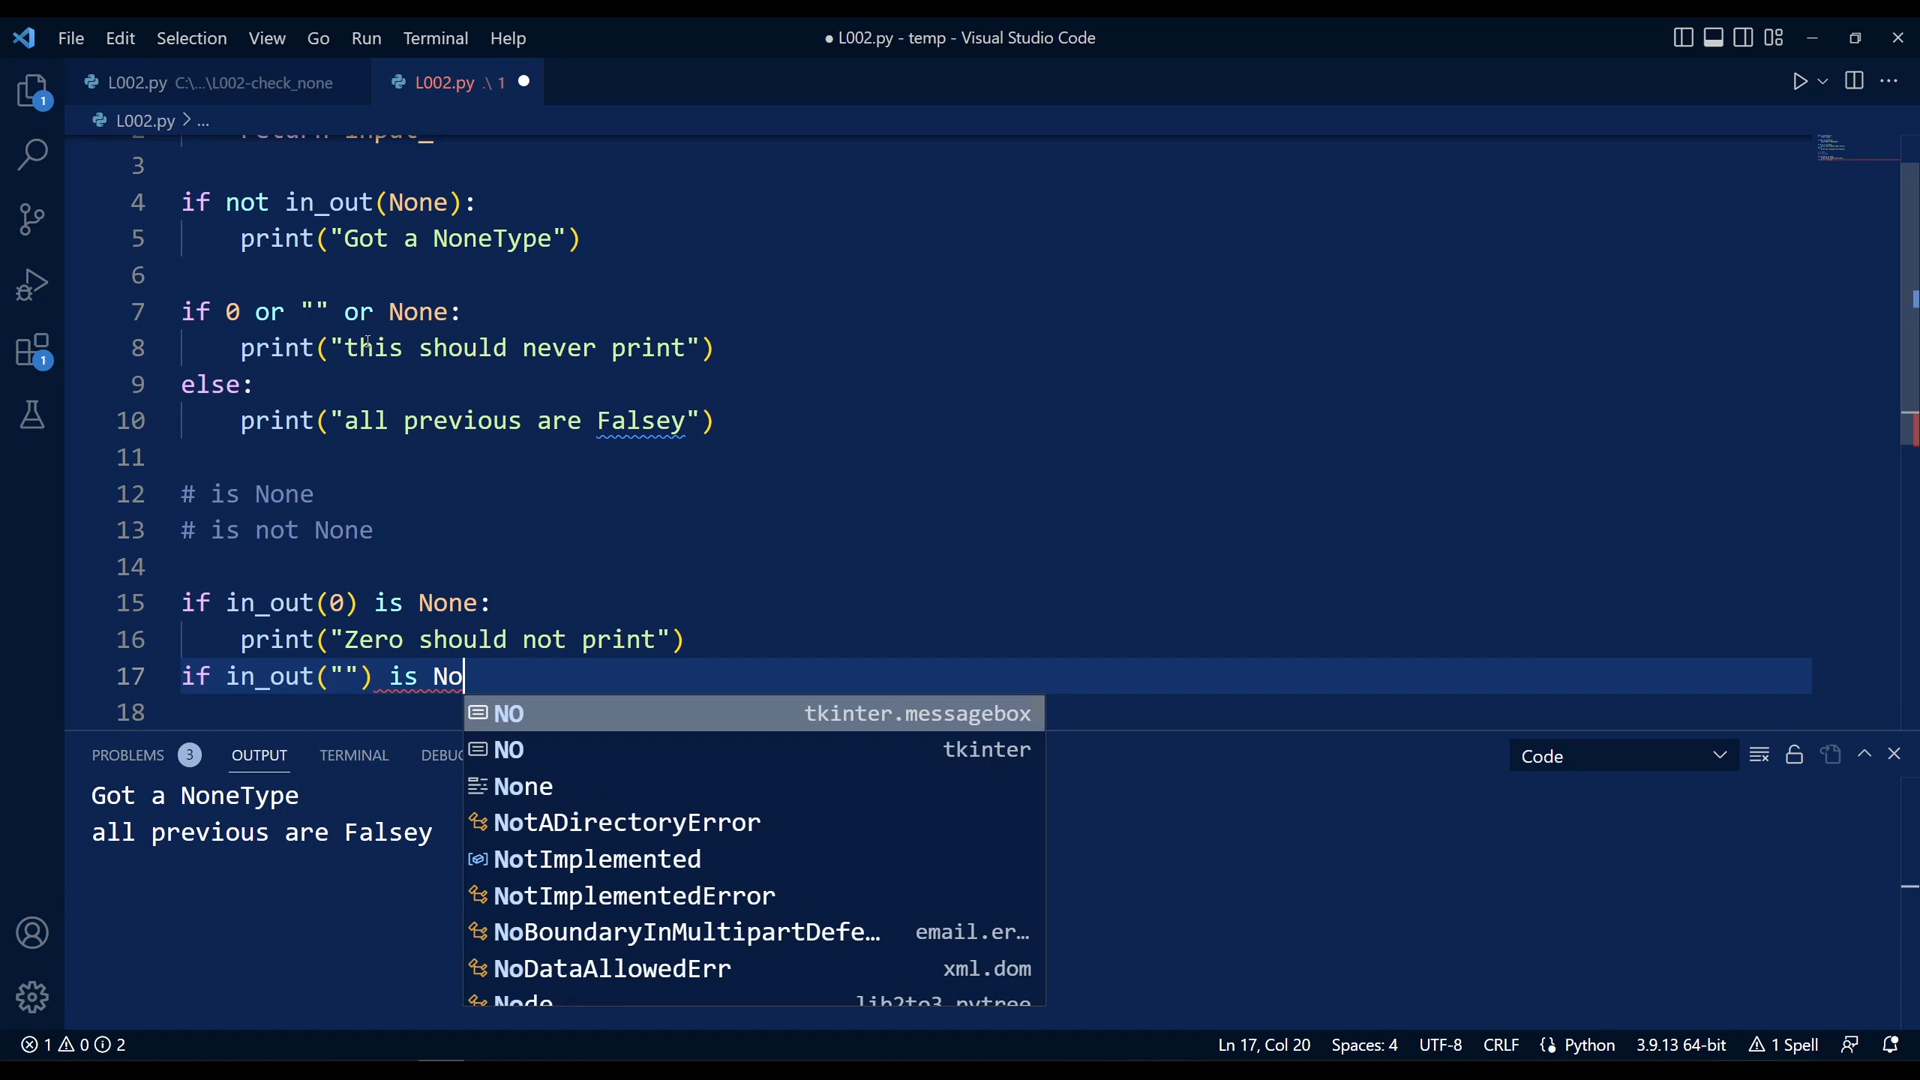 File Edit Selection View Go Run Terminal Help
● L002.py - temp - Visual Studio Code
L002.py C:\...\L002-check_none
L002.py .\ 1 ●
L002.py > ...
2 return input_
3
4 if not in_out(None):
5 print("Got a NoneType")
6
7 if 0 or "" or None:
8 print("this should never print")
9 else:
10 print("all previous are Falsey")
11
12 # is None
13 # is not None
14
15 if in_out(0) is None:
16 print("Zero should not print")
17 if in_out("") is No
18
NO tkinter.messagebox
NO tkinter
None
NotADirectoryError
NotImplemented
NotImplementedError
NoBoundaryInMultipartDefe... email.er...
NoDataAllowedErr xml.dom
Node lib2to3.pytree
1
1
PROBLEMS 3 OUTPUT TERMINAL DEBUG
Code
Got a NoneType
all previous are Falsey
1 0 2
Ln 17, Col 20 Spaces: 4 UTF-8 CRLF Python 3.9.13 64-bit 1 Spell